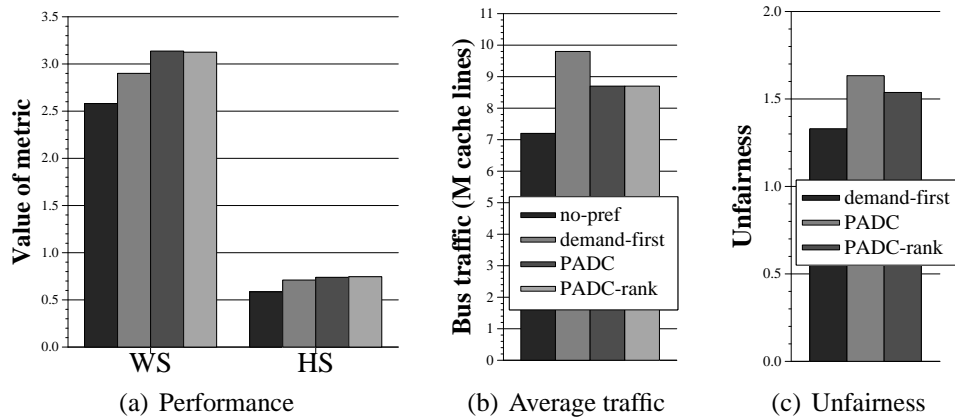 3.5
3.0
2.5
2.0
1.5
1.0
0.5
0.0
Value of metric
WS HS
(a) Performance
11
10
9
8
7
6
5
4
3
2
1
0
Bus traffic (M cache lines)
no-pref
demand-first
PADC
PADC-rank
(b) Average traffic
2.0
1.5
1.0
0.5
0.0
Unfairness
demand-first
PADC
PADC-rank
(c) Unfairness